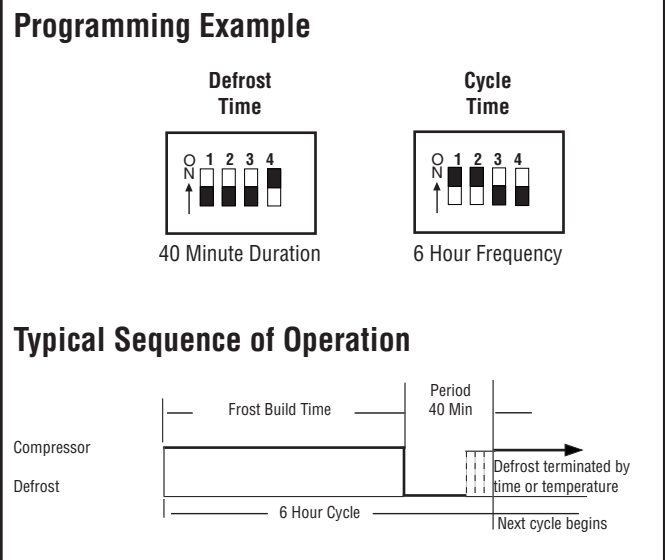 Programming Example
Defrost
Time
Cycle
Time
ON 1 2 3 4
ON 1 2 3 4
40 Minute Duration
6 Hour Frequency
Typical Sequence of Operation
Period
40 Min
Frost Build Time
Compressor
Defrost
Defrost terminated by
time or temperature
6 Hour Cycle
Next cycle begins